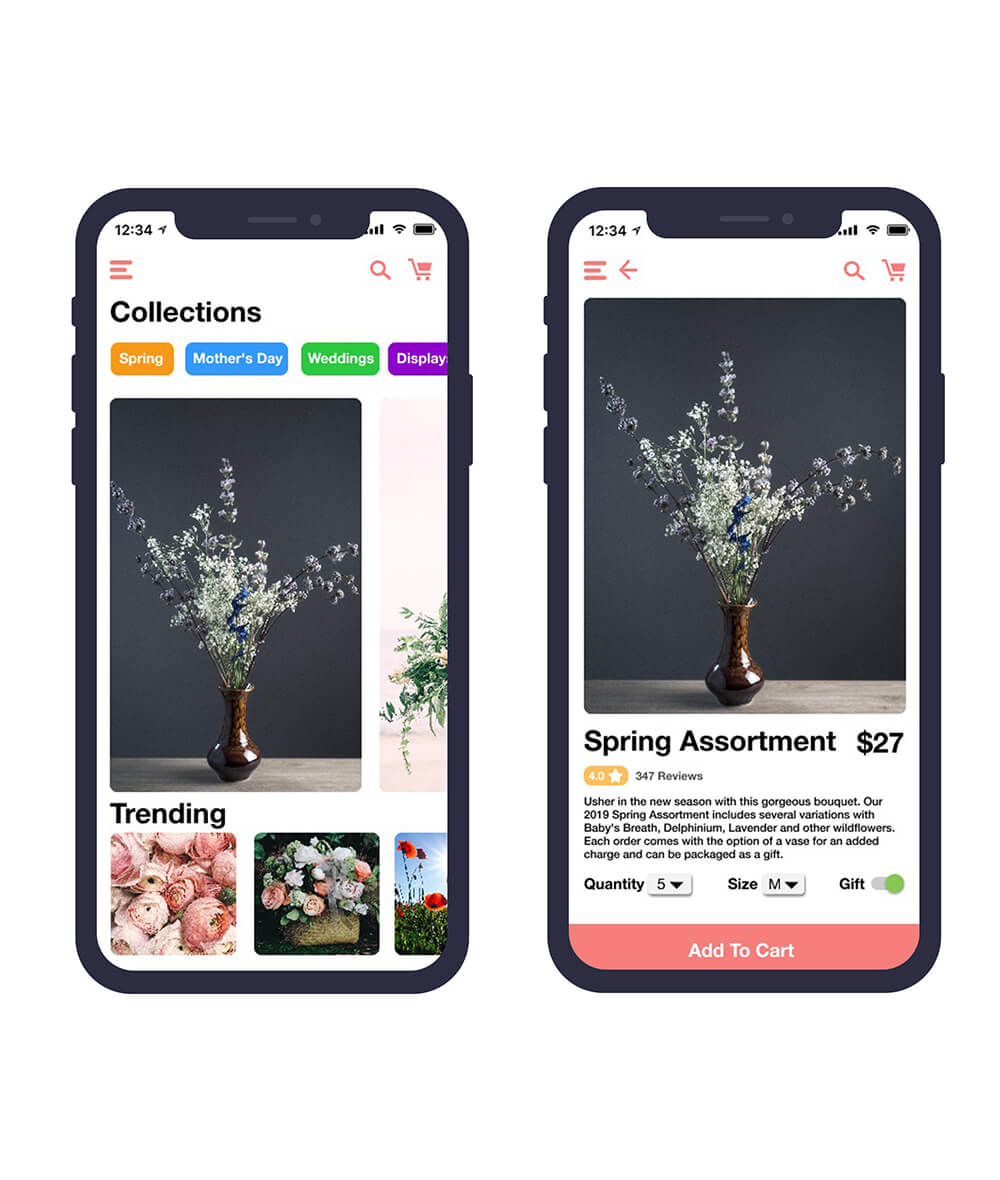 12:34
Collections
Spring
Mother's Day
Weddings
Displays
Trending
12:34
Spring Assortment
$27
4.0
347 Reviews
Usher in the new season with this gorgeous bouquet. Our
2019 Spring Assortment includes several variations with
Baby's Breath, Delphinium, Lavender and other wildflowers.
Each order comes with the option of a vase for an added
charge and can be packaged as a gift.
Quantity 5
Size M
Gift
Add To Cart